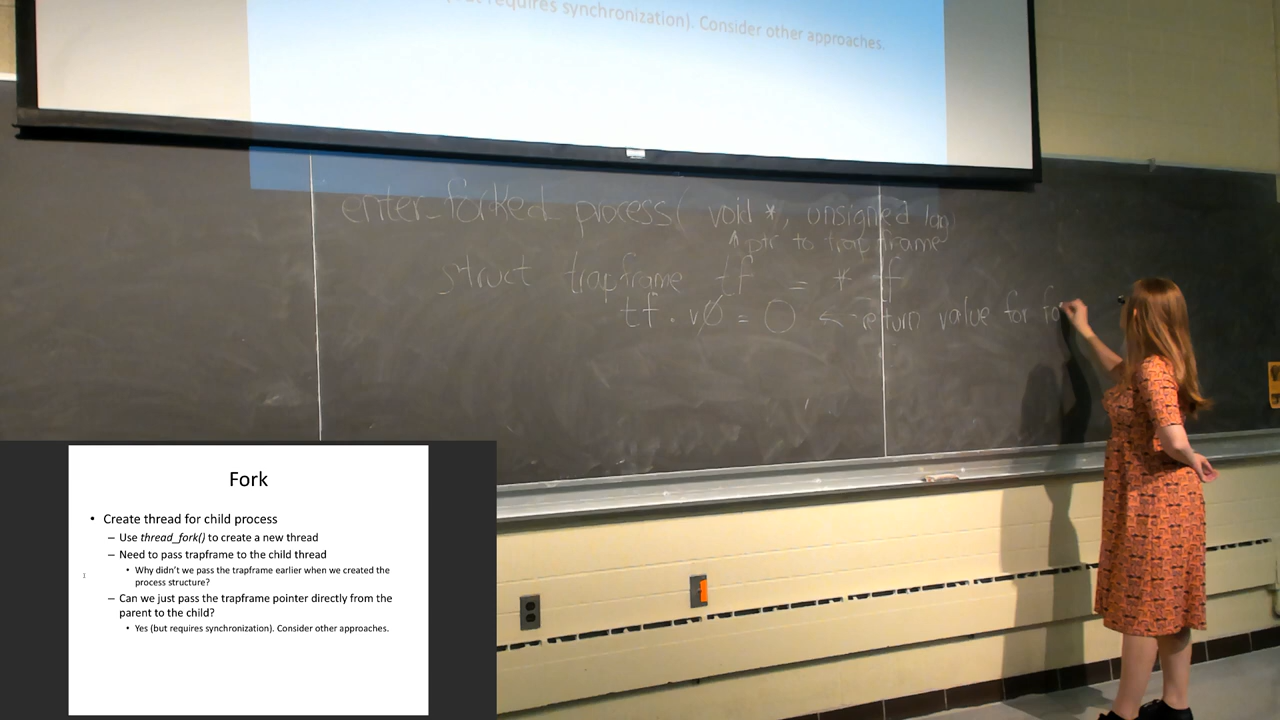 but requires synchronization). Consider other approaches.
enter_forked_process( void *, unsigned long)
↑ ptr to trapframe
struct trapframe tf = * tf
tf . v0 = 0 <-- return value for fo
Fork
• Create thread for child process
– Use thread_fork() to create a new thread
– Need to pass trapframe to the child thread
• Why didn't we pass the trapframe earlier when we created the
process structure?
– Can we just pass the trapframe pointer directly from the
parent to the child?
• Yes (but requires synchronization). Consider other approaches.